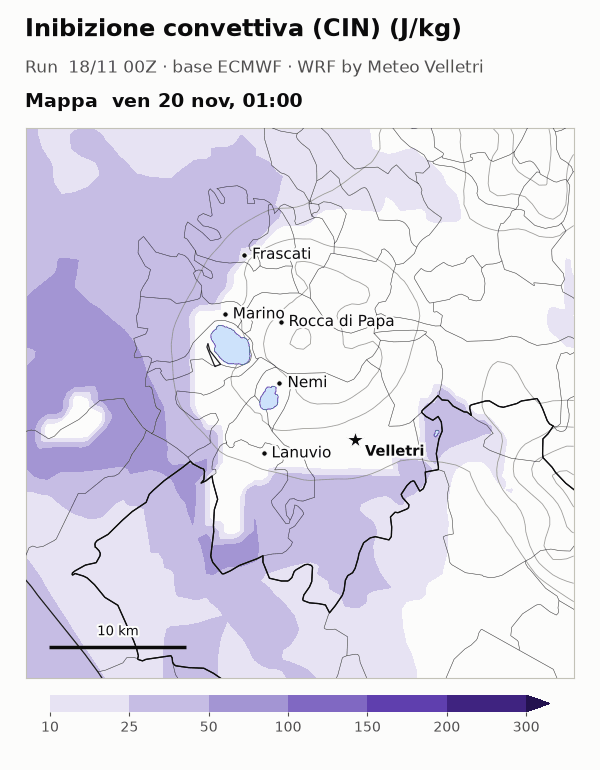 Inibizione convettiva (CIN) (J/kg)
Run  18/11 00Z · base ECMWF · WRF by Meteo Velletri
Mappa  ven 20 nov, 01:00
Frascati
Marino
Rocca di Papa
Nemi
Velletri
Lanuvio
10 km
10 25 50 100 150 200 300